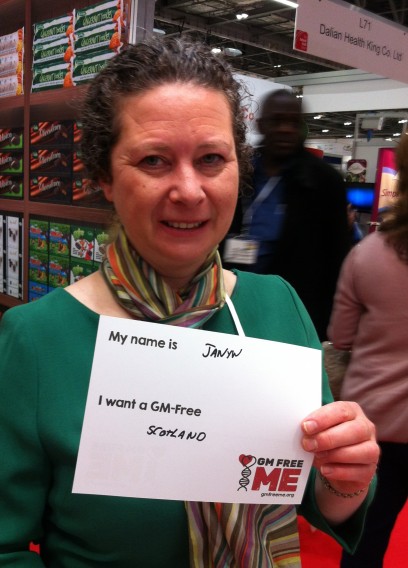 L71
Dalian Health King Co. Ltd
My name is JANYN
I want a GM-Free
SCOTLAND
GM FREE
ME
gmfreeme.org